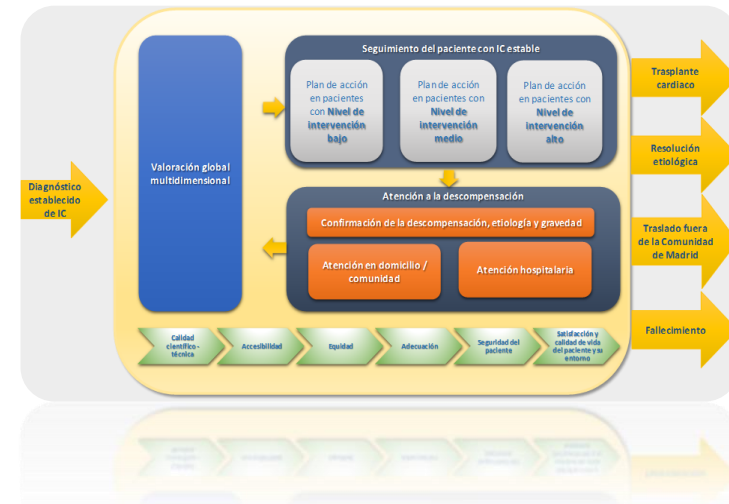 Diagnóstico
establecido
de IC
Valoración global
multidimensional
Seguimiento del paciente con IC estable
Plan de acción
en pacientes
con Nivel de
intervención
bajo
Plan de acción
en pacientes con
Nivel de
intervención
medio
Plan de acción
en pacientes con
Nivel de
intervención
alto
Atención a la descompensación
Confirmación de la descompensación, etiología y gravedad
Atención en domicilio /
comunidad
Atención hospitalaria
Calidad
científico -
técnica
Accesibilidad
Equidad
Adecuación
Seguridad del
paciente
Satisfacción y
calidad de vida
del paciente y su
entorno
Trasplante
cardiaco
Resolución
etiológica
Traslado fuera
de la Comunidad
de Madrid
Fallecimiento